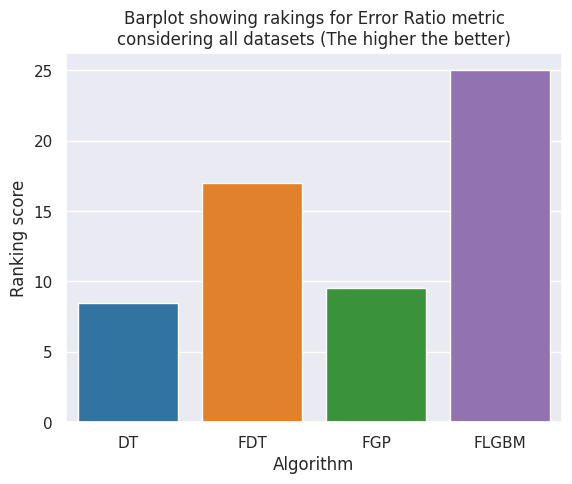 Barplot showing rakings for Error Ratio metric
considering all datasets (The higher the better)
Ranking score
25
20
15
10
5
0
DT FDT FGP FLGBM
Algorithm